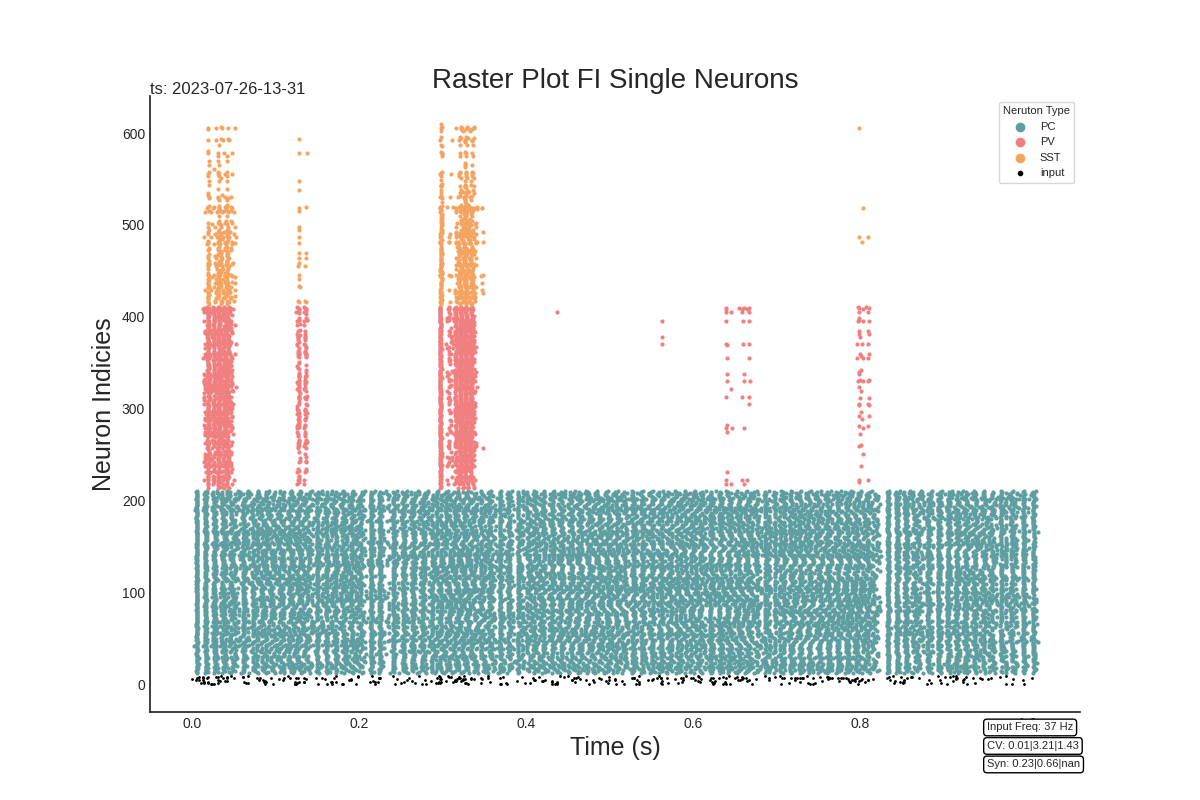 Raster Plot FI Single Neurons
ts: 2023-07-26-13-31
Neruton Type
PC
PV
SST
input
Neuron Indicies
600
500
400
300
200
100
0
0.0
0.2
0.4
0.6
0.8
Time (s)
Input Freq: 37 Hz
CV: 0.01|3.21|1.43
Syn: 0.23|0.66|nan